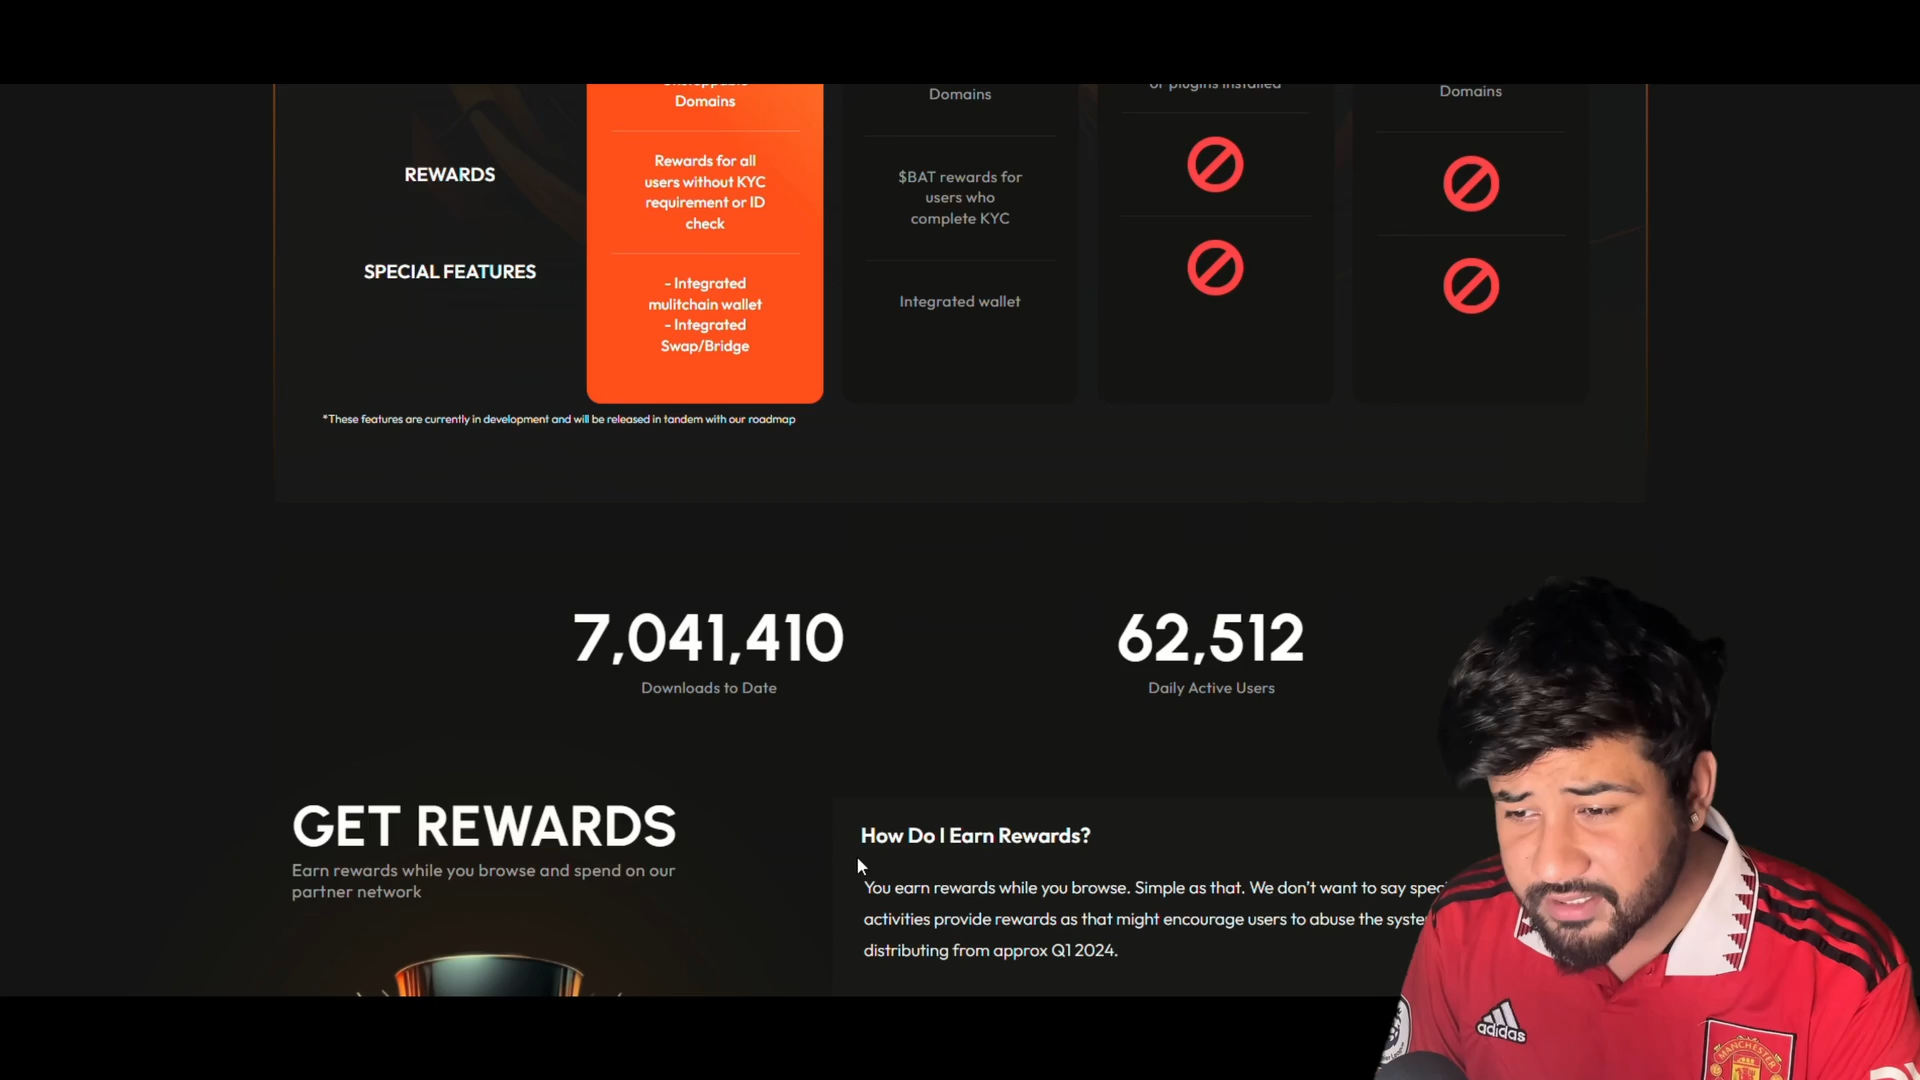 Unstoppable
Domains
Domains
or plugins installed
Domains
REWARDS
Rewards for all
users without KYC
requirement or ID
check
$BAT rewards for
users who
complete KYC
SPECIAL FEATURES
- Integrated
mulitchain wallet
- Integrated
Swap/Bridge
Integrated wallet
*These features are currently in development and will be released in tandem with our roadmap
7,041,410
Downloads to Date
62,512
Daily Active Users
GET REWARDS
Earn rewards while you browse and spend on our
partner network
How Do I Earn Rewards?
You earn rewards while you browse. Simple as that. We don't want to say
activities provide rewards as that might encourage users to abuse the
distributing from approx Q1 2024.
adidas
MANCHESTER